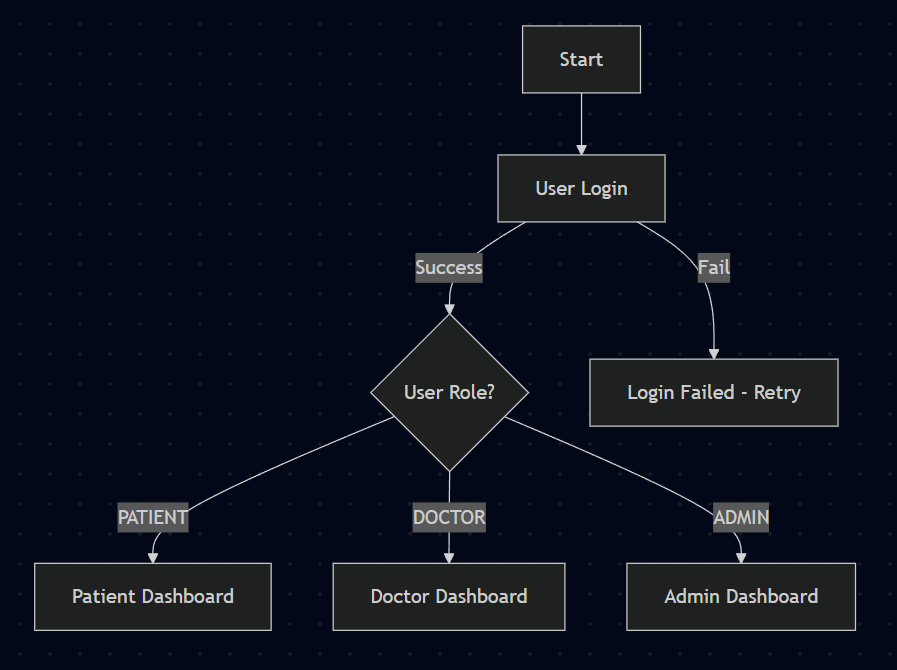 Start
User Login
Success
Fail
User Role?
Login Failed - Retry
PATIENT
DOCTOR
ADMIN
Patient Dashboard
Doctor Dashboard
Admin Dashboard